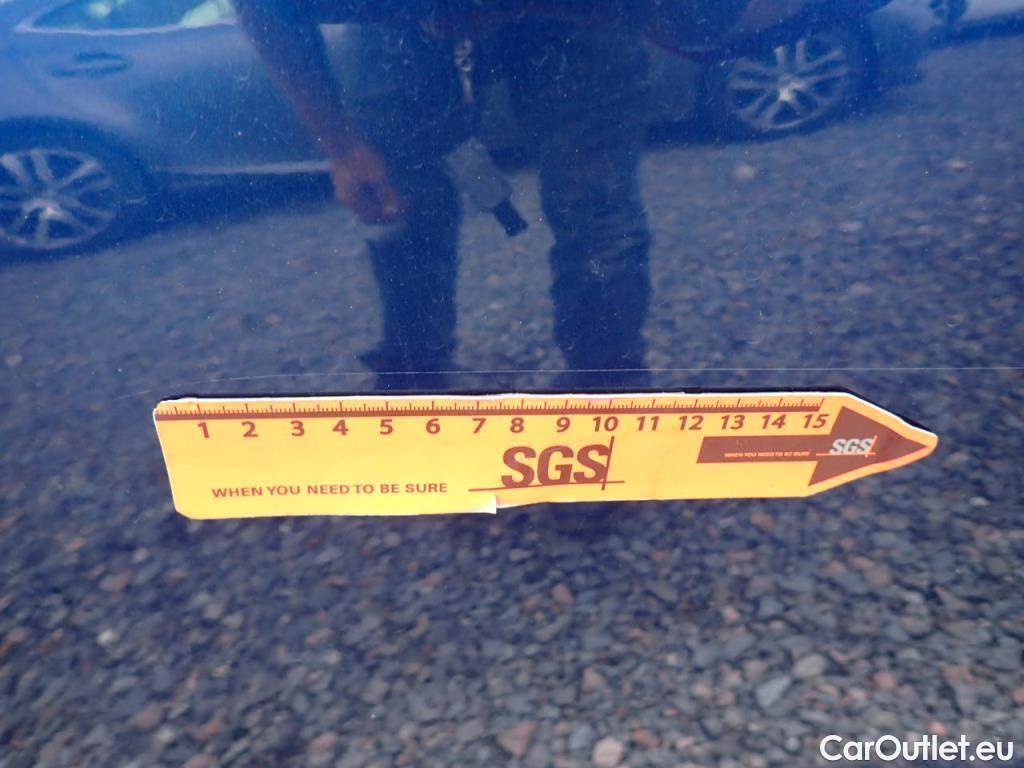 1 2 3 4 5 6 7 8 9 10 11 12 13 14 15
WHEN YOU NEED TO BE SURE SGS
WHEN YOU NEED TO BE SURE SGS
CarOutlet.eu